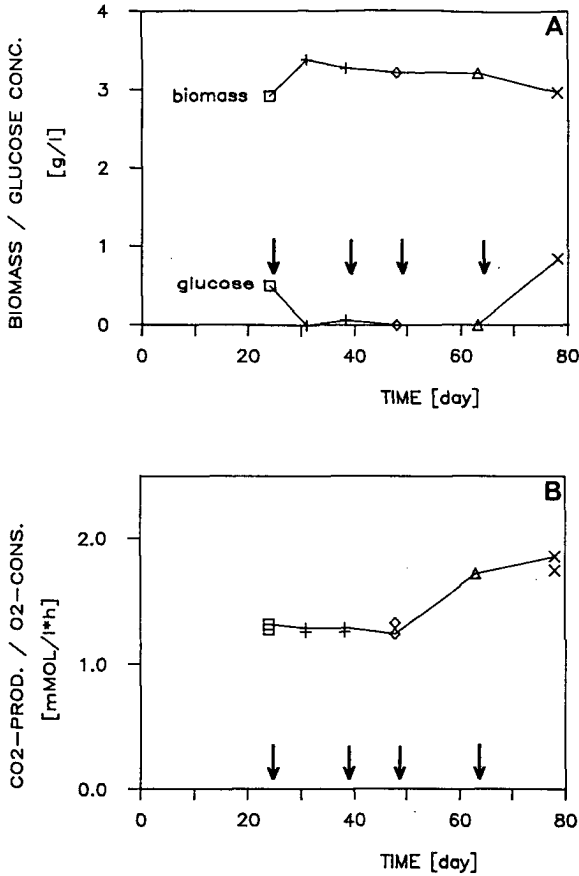 A
BIOMASS / GLUCOSE CONC.
[g/l]
4
3
2
1
0
biomass
glucose
0 20 40 60 80
TIME [day]
B
CO2-PROD. / O2-CONS.
[mMOL/l*h]
2.0
1.0
0.0
0 20 40 60 80
TIME [day]